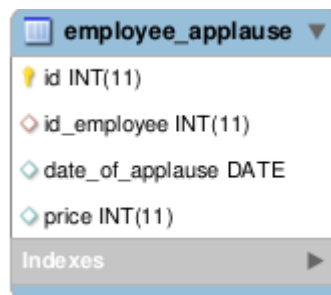 employee_applause
id INT(11)
id_employee INT(11)
date_of_applause DATE
price INT(11)
Indexes